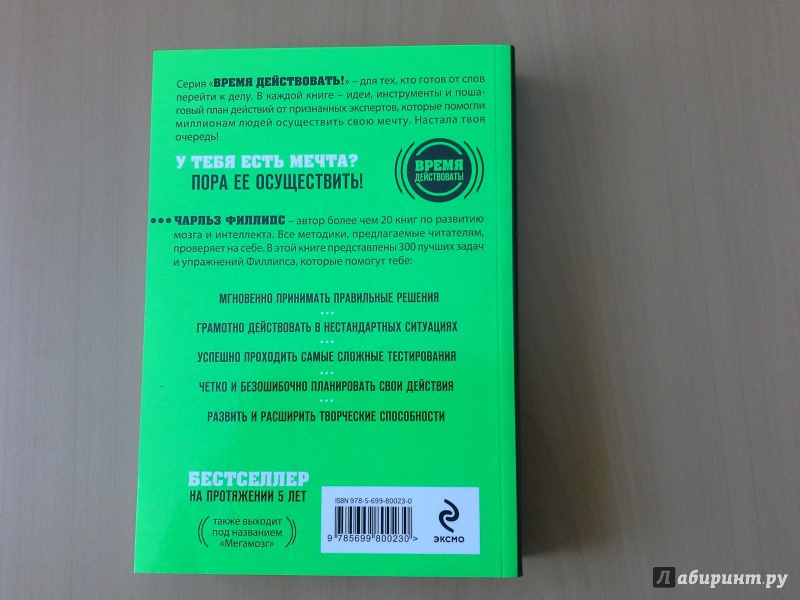 Серия «ВРЕМЯ ДЕЙСТВОВАТЬ!» – для тех, кто готов от слов
перейти к делу. В каждой книге – идеи, инструменты и поша-
говый план действий от признанных экспертов, которые помогли
миллионам людей осуществить свою мечту. Настала твоя
очередь!
У ТЕБЯ ЕСТЬ МЕЧТА?
ПОРА ЕЕ ОСУЩЕСТВИТЬ!
ВРЕМЯ
ДЕЙСТВОВАТЬ!
●●● ЧАРЛЬЗ ФИЛЛИПС – автор более чем 20 книг по развитию
мозга и интеллекта. Все методики, предлагаемые читателям,
проверяет на себе. В этой книге представлены 300 лучших задач
и упражнений Филлипса, которые помогут тебе:
МГНОВЕННО ПРИНИМАТЬ ПРАВИЛЬНЫЕ РЕШЕНИЯ
•••
ГРАМОТНО ДЕЙСТВОВАТЬ В НЕСТАНДАРТНЫХ СИТУАЦИЯХ
•••
УСПЕШНО ПРОХОДИТЬ САМЫЕ СЛОЖНЫЕ ТЕСТИРОВАНИЯ
•••
ЧЕТКО И БЕЗОШИБОЧНО ПЛАНИРОВАТЬ СВОИ ДЕЙСТВИЯ
•••
РАЗВИТЬ И РАСШИРИТЬ ТВОРЧЕСКИЕ СПОСОБНОСТИ
БЕСТСЕЛЛЕР
НА ПРОТЯЖЕНИИ 5 ЛЕТ
также выходит
под названием
«Мегамозг»
ISBN 978-5-699-80023-0
9 785699 800230 >
ЭКСМО
Лабиринт.ру